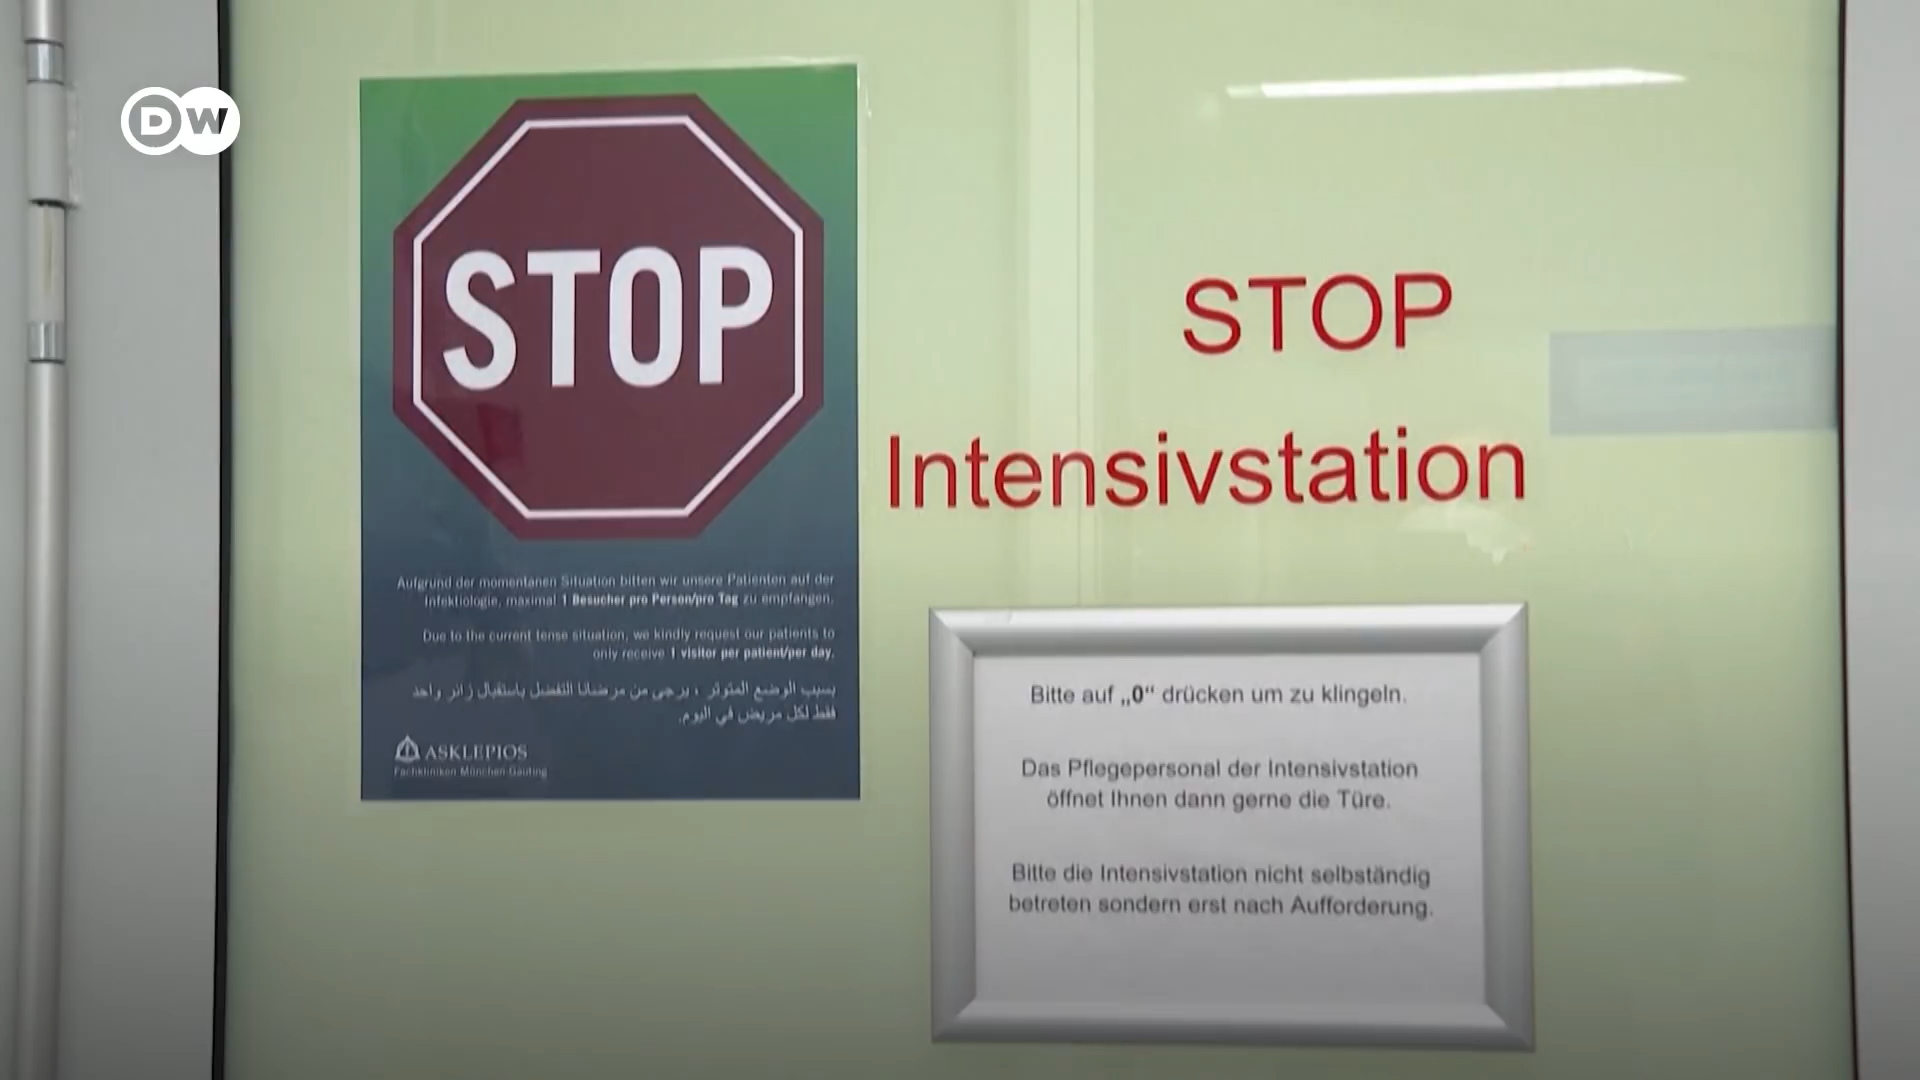 DW
STOP
Aufgrund der momentanen Situation bitten wir unsere Patienten auf der
Infektiologie, maximal 1 Besucher pro Person/pro Tag zu empfangen.
Due to the current tense situation, we kindly request our patients to
only receive 1 visitor per patient/per day.
بسبب الوضع المتوتر ، يرجى من مرضانا التفضل باستقبال زائر واحد
فقط لكل مريض في اليوم.
ASKLEPIOS
Fachkliniken München-Gauting
STOP
Intensivstation
Bitte auf „0“ drücken um zu klingeln.
Das Pflegepersonal der Intensivstation
öffnet Ihnen dann gerne die Türe.
Bitte die Intensivstation nicht selbständig
betreten sondern erst nach Aufforderung.